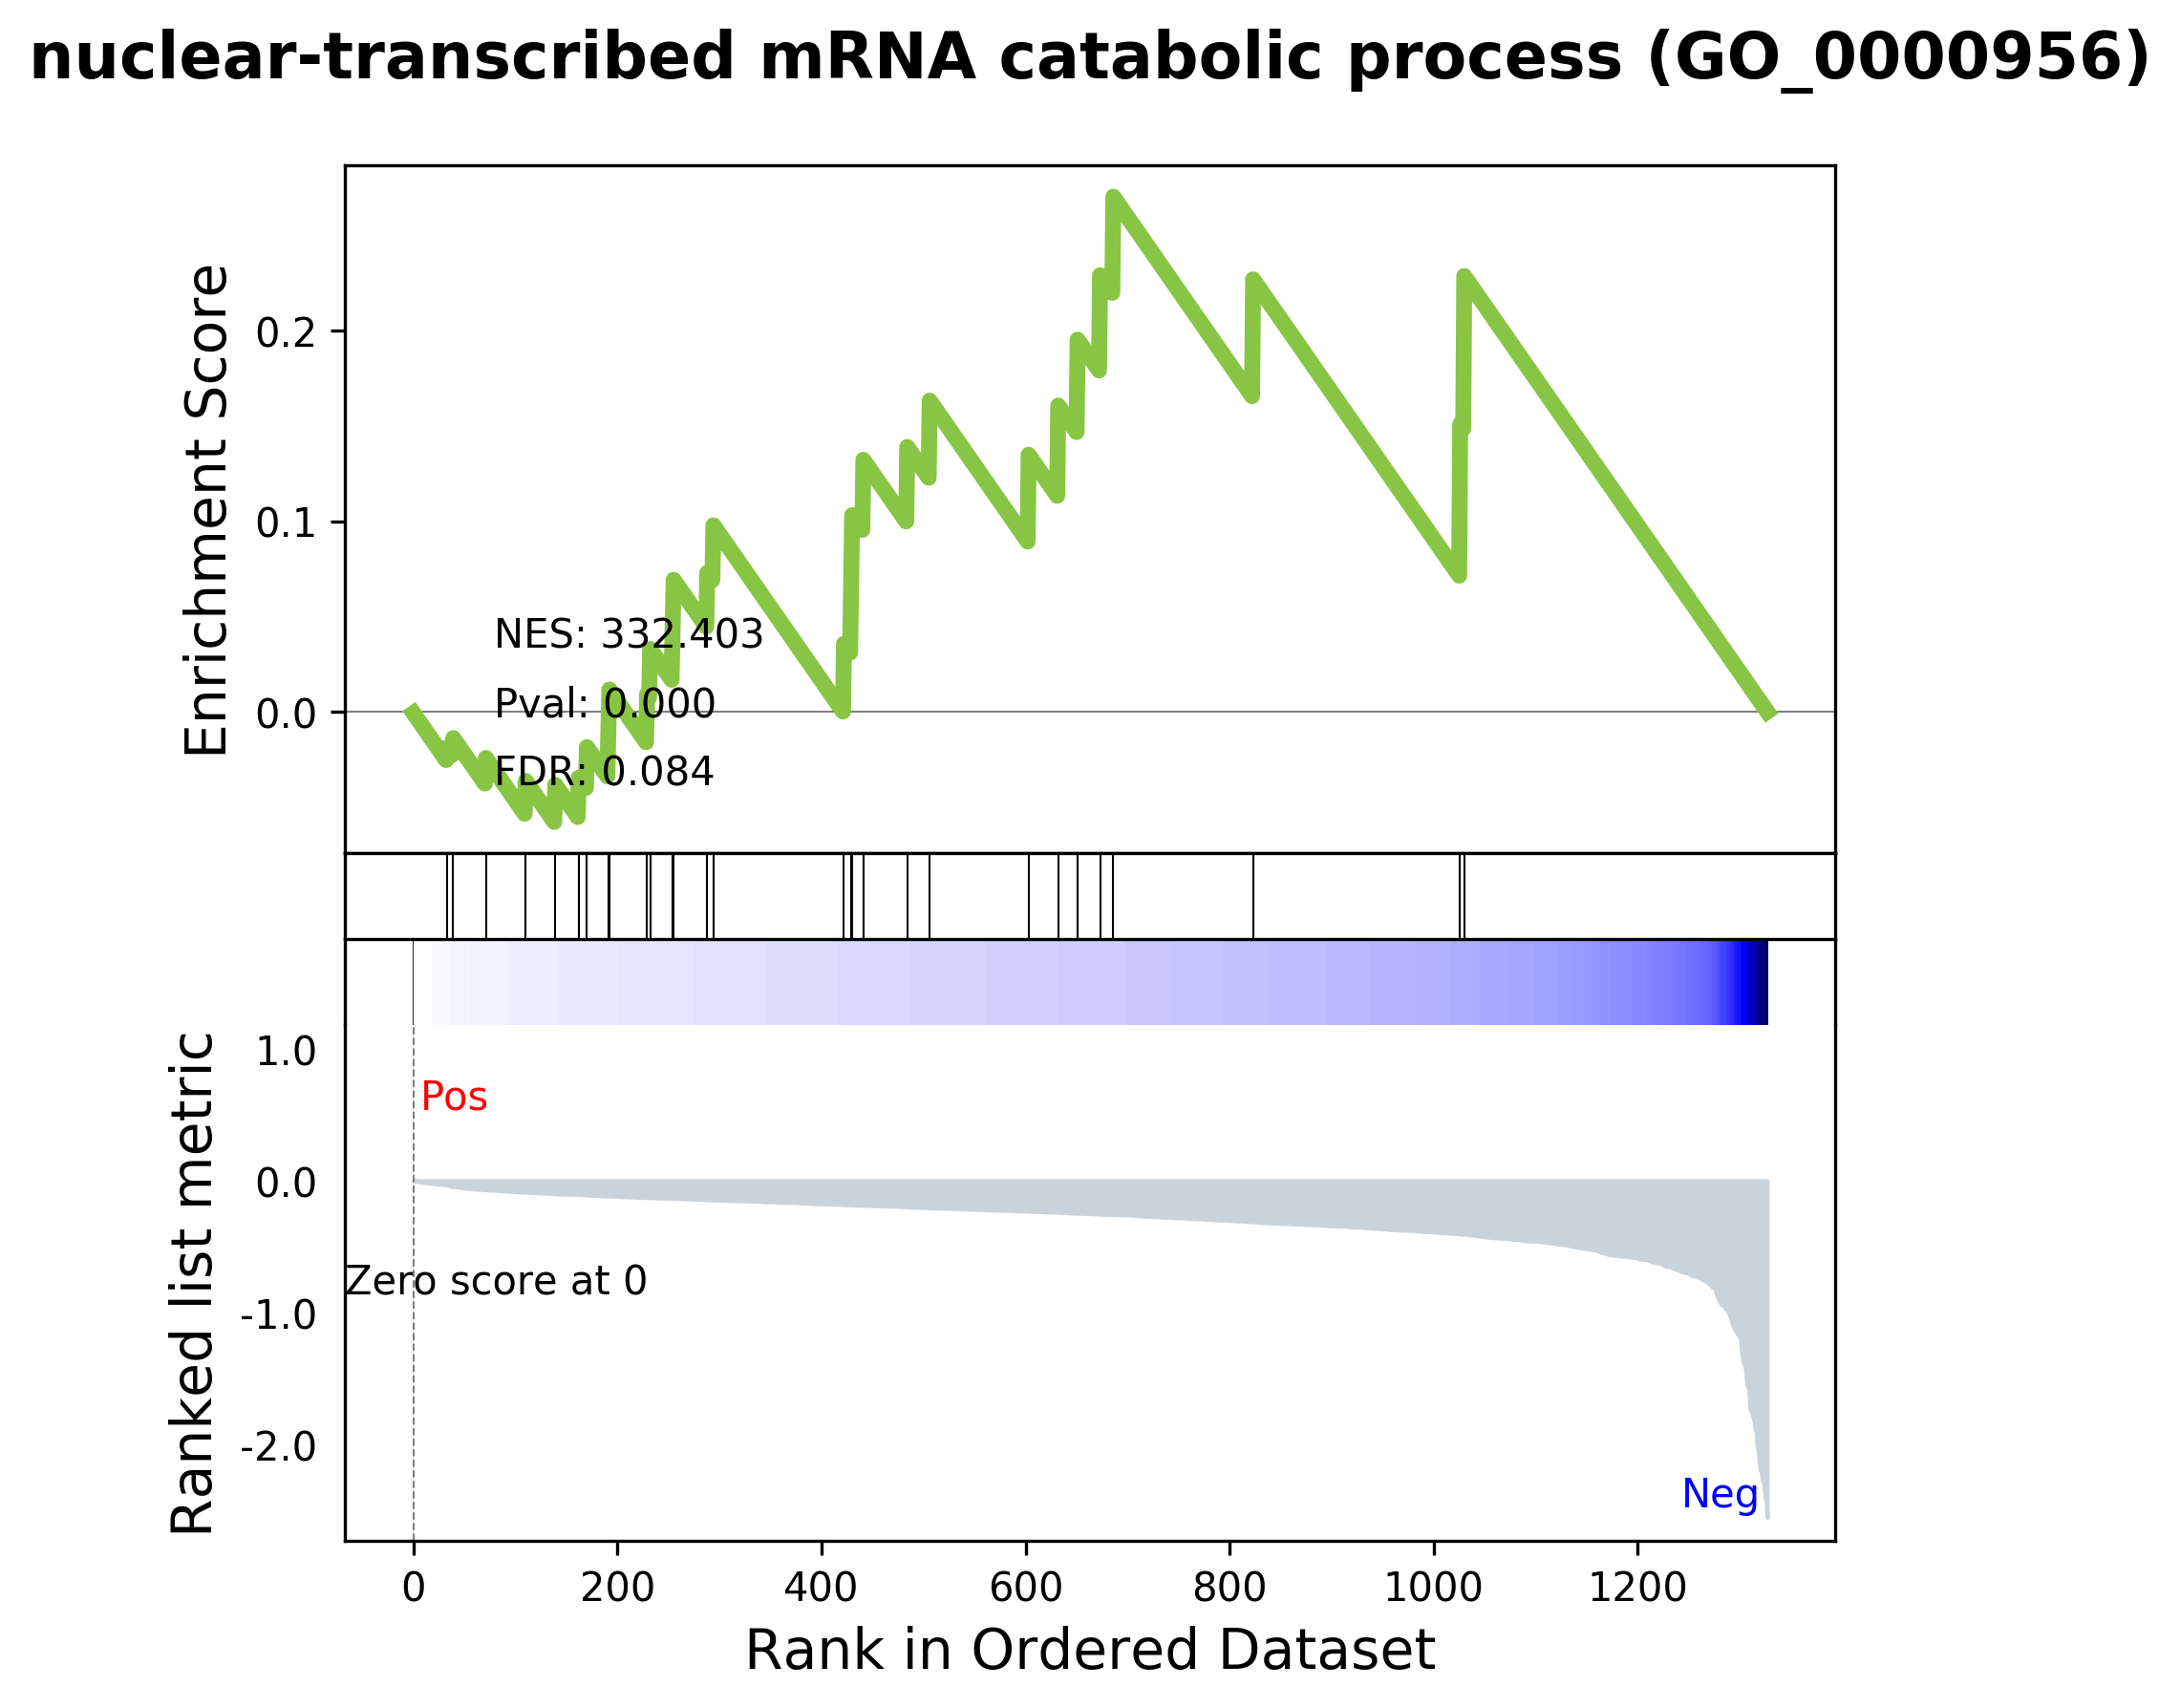 nuclear-transcribed mRNA catabolic process (GO_0000956)
Enrichment Score
0.2
0.1
0.0
NES: 332.403
Pval: 0.000
FDR: 0.084
Ranked list metric
1.0
0.0
-1.0
-2.0
Pos
Zero score at 0
Neg
0 200 400 600 800 1000 1200
Rank in Ordered Dataset